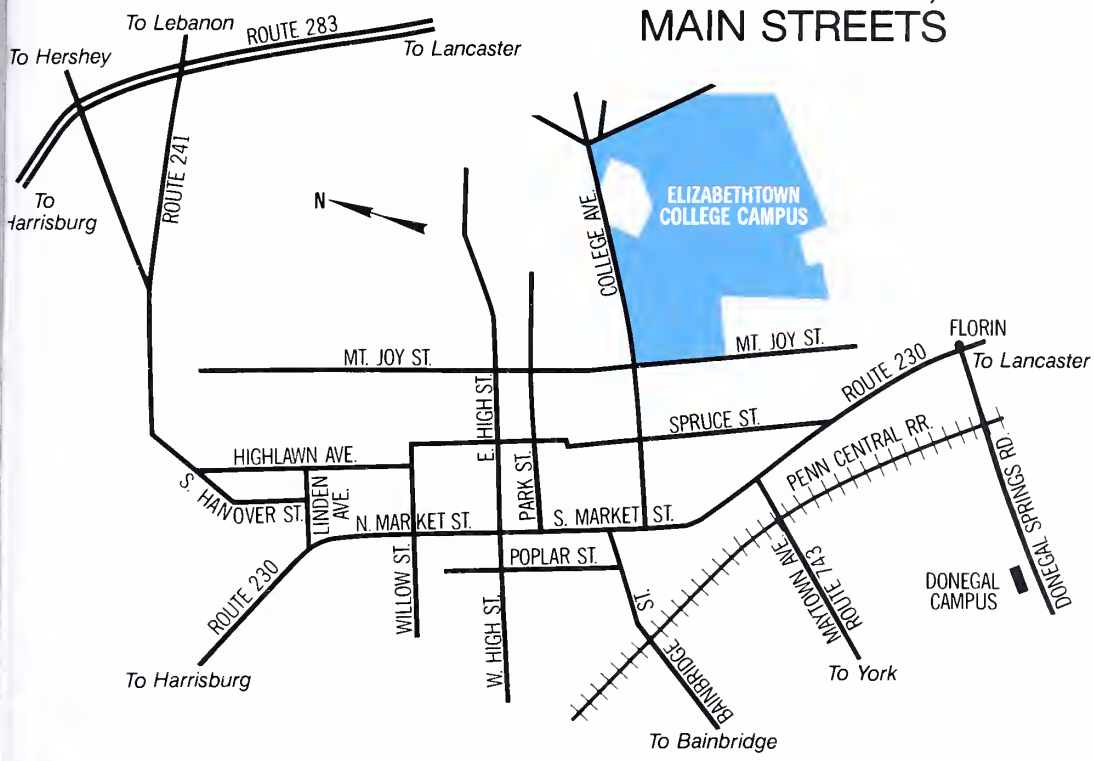 MAIN STREETS
To Hershey
To Lebanon
ROUTE 283
To Lancaster
To
Harrisburg
ROUTE 241
N
COLLEGE AVE.
ELIZABETHTOWN
COLLEGE CAMPUS
MT. JOY ST.
MT. JOY ST.
FLORIN
To Lancaster
ROUTE 230
E. HIGH ST.
SPRUCE ST.
PENN CENTRAL RR.
HIGHLAWN AVE.
PARK ST.
S. HANOVER ST.
LINDEN
AVE.
N. MARKET ST.
S. MARKET ST.
DONEGAL SPRINGS RD.
POPLAR ST.
WILLOW ST.
W. HIGH ST.
ROUTE 230
BAINBRIDGE ST.
MAYTOWN AVE.
ROUTE 743
DONEGAL
CAMPUS
To Harrisburg
To York
To Bainbridge